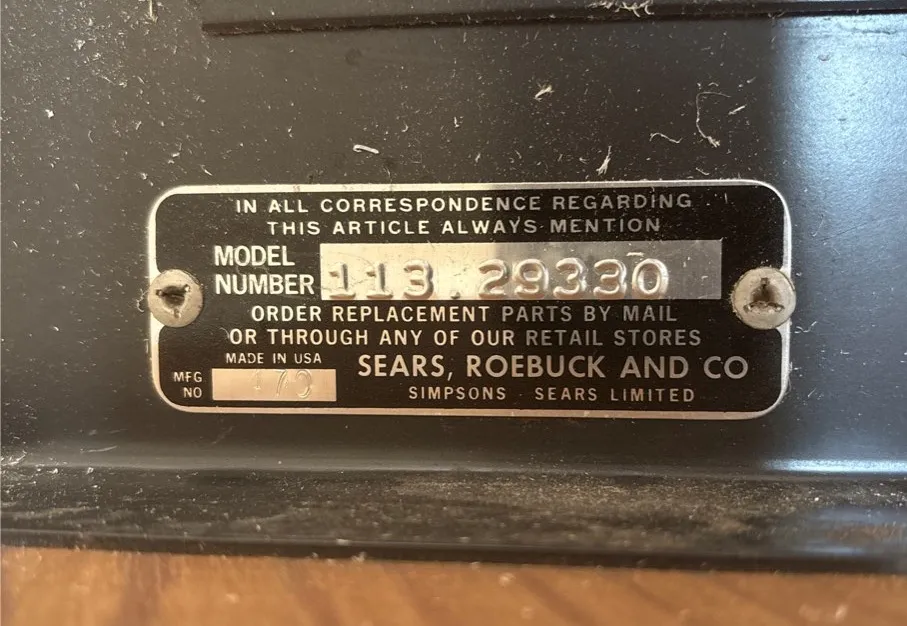 IN ALL CORRESPONDENCE REGARDING
THIS ARTICLE ALWAYS MENTION
MODEL
NUMBER 113.29330
ORDER REPLACEMENT PARTS BY MAIL
OR THROUGH ANY OF OUR RETAIL STORES
MADE IN USA
SEARS, ROEBUCK AND CO
MFG
NO
SIMPSONS - SEARS LIMITED